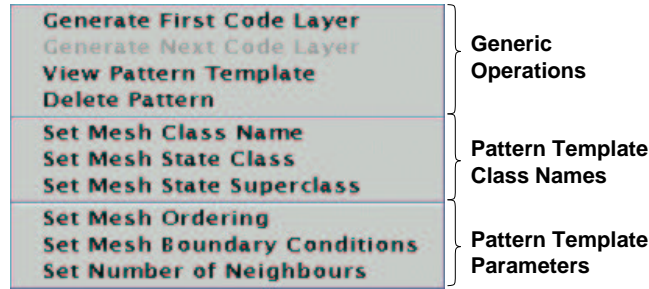 Generate First Code Layer
Generate Next Code Layer
View Pattern Template
Delete Pattern
Generic
Operations
Set Mesh Class Name
Set Mesh State Class
Set Mesh State Superclass
Pattern Template
Class Names
Set Mesh Ordering
Set Mesh Boundary Conditions
Set Number of Neighbours
Pattern Template
Parameters